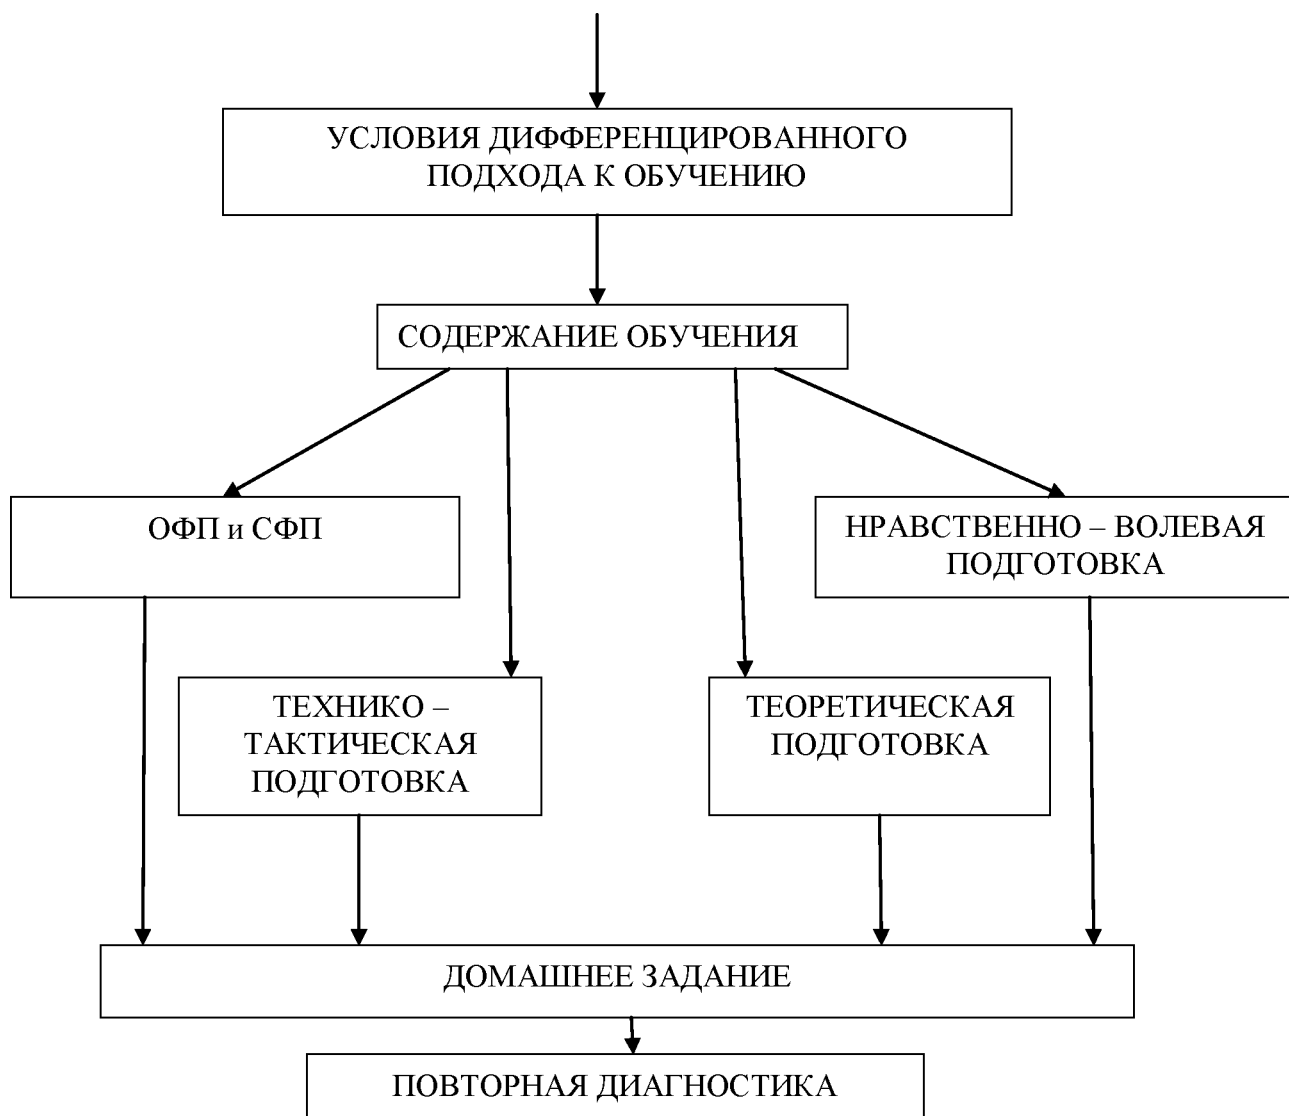 УСЛОВИЯ ДИФФЕРЕНЦИРОВАННОГО
ПОДХОДА К ОБУЧЕНИЮ
СОДЕРЖАНИЕ ОБУЧЕНИЯ
ОФП и СФП
НРАВСТВЕННО – ВОЛЕВАЯ
ПОДГОТОВКА
ТЕХНИКО –
ТАКТИЧЕСКАЯ
ПОДГОТОВКА
ТЕОРЕТИЧЕСКАЯ
ПОДГОТОВКА
ДОМАШНЕЕ ЗАДАНИЕ
ПОВТОРНАЯ ДИАГНОСТИКА